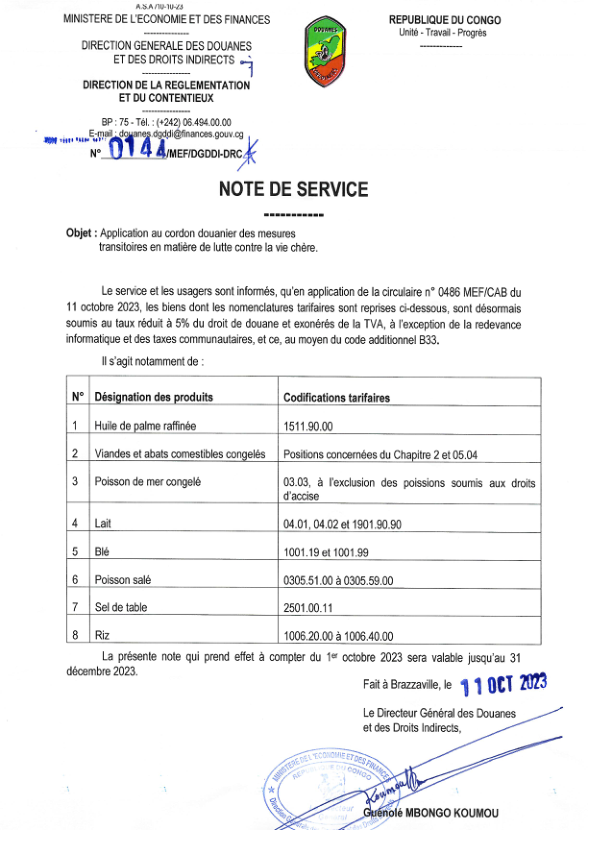 A.S.A /10-10-23
MINISTERE DE L'ECONOMIE ET DES FINANCES
---------------
DIRECTION GENERALE DES DOUANES
ET DES DROITS INDIRECTS
---------------
DIRECTION DE LA REGLEMENTATION
ET DU CONTENTIEUX
---------------
BP : 75 - Tél. : (+242) 06.494.00.00
E-mail : douanes.dgddi@finances.gouv.cg
N° 0144/MEF/DGDDI-DRC
DOUANES
REPUBLIQUE DU CONGO
Unité - Travail - Progrès
-------------
NOTE DE SERVICE
-----------
Objet : Application au cordon douanier des mesures
transitoires en matière de lutte contre la vie chère.
Le service et les usagers sont informés, qu'en application de la circulaire n° 0486 MEF/CAB du
11 octobre 2023, les biens dont les nomenclatures tarifaires sont reprises ci-dessous, sont désormais
soumis au taux réduit à 5% du droit de douane et exonérés de la TVA, à l'exception de la redevance
informatique et des taxes communautaires, et ce, au moyen du code additionnel B33.
Il s'agit notamment de :
N° Désignation des produits Codifications tarifaires
1 Huile de palme raffinée 1511.90.00
2 Viandes et abats comestibles congelés Positions concernées du Chapitre 2 et 05.04
3 Poisson de mer congelé 03.03, à l'exclusion des poissions soumis aux droits
d'accise
4 Lait 04.01, 04.02 et 1901.90.90
5 Blé 1001.19 et 1001.99
6 Poisson salé 0305.51.00 à 0305.59.00
7 Sel de table 2501.00.11
8 Riz 1006.20.00 à 1006.40.00
La présente note qui prend effet à compter du 1er octobre 2023 sera valable jusqu'au 31
décembre 2023.
Fait à Brazzaville, le 11 OCT 2023
Le Directeur Général des Douanes
et des Droits Indirects,
MINISTERE DE L'ECONOMIE ET DES FINANCES
REPUBLIQUE DU CONGO
Guénolé MBONGO KOUMOU